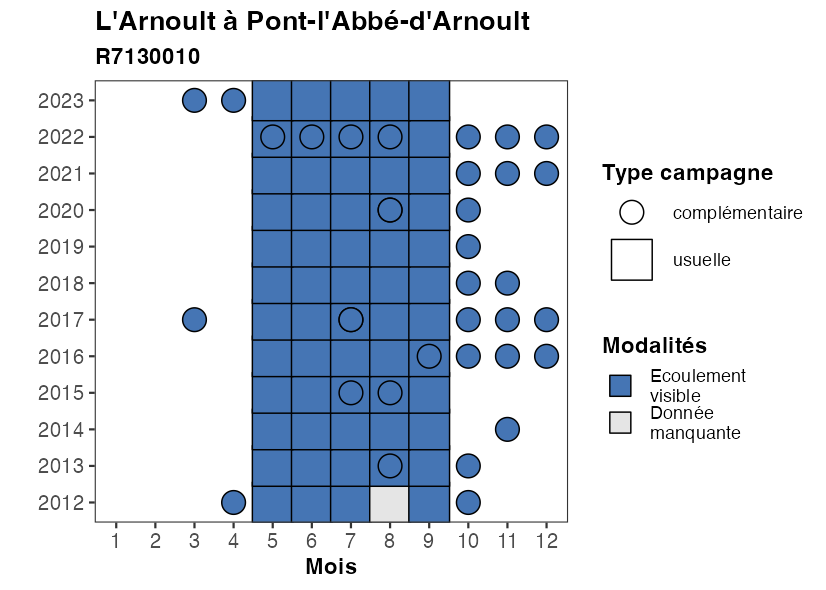 L'Arnoult à Pont-l'Abbé-d'Arnoult
R7130010
2023
2022
2021
2020
2019
2018
2017
2016
2015
2014
2013
2012
1 2 3 4 5 6 7 8 9 10 11 12
Mois
Type campagne
complémentaire
usuelle
Modalités
Ecoulement
visible
Donnée
manquante